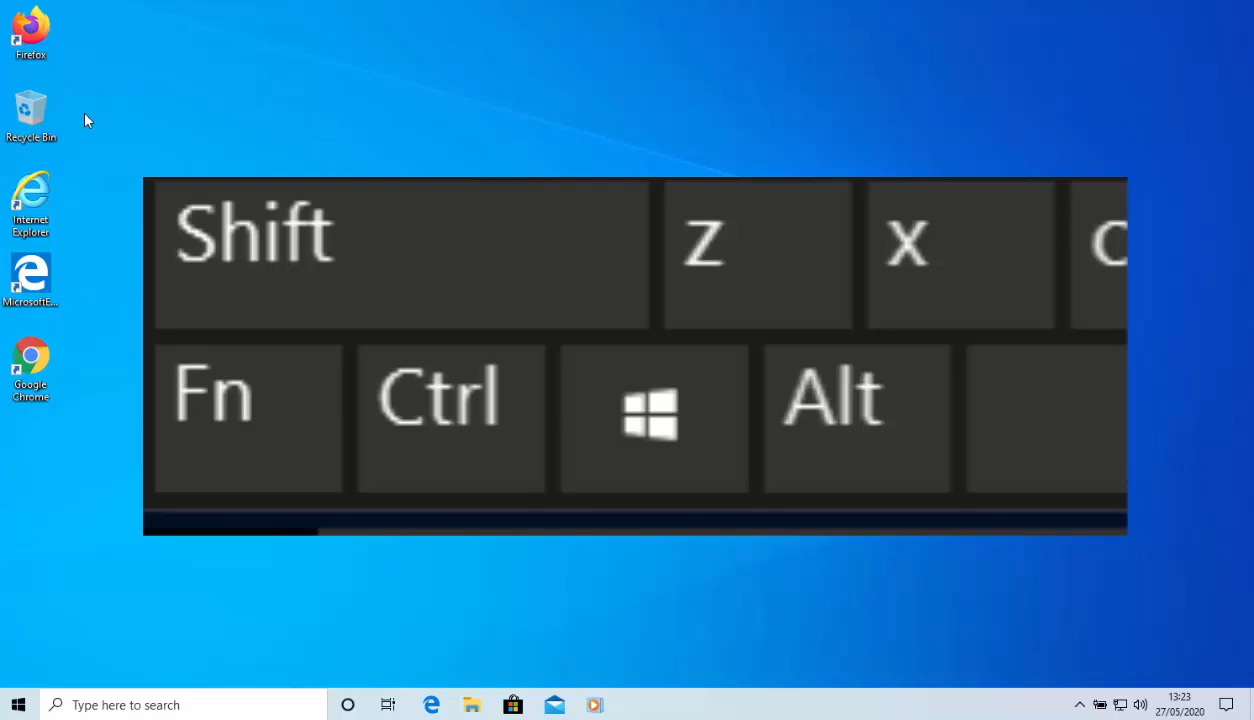 Firefox
Recycle Bin
Internet
Explorer
MicrosoftE...
Google
Chrome
Shift
z
x
Fn
Ctrl
Alt
Type here to search
13:23
27/05/2020